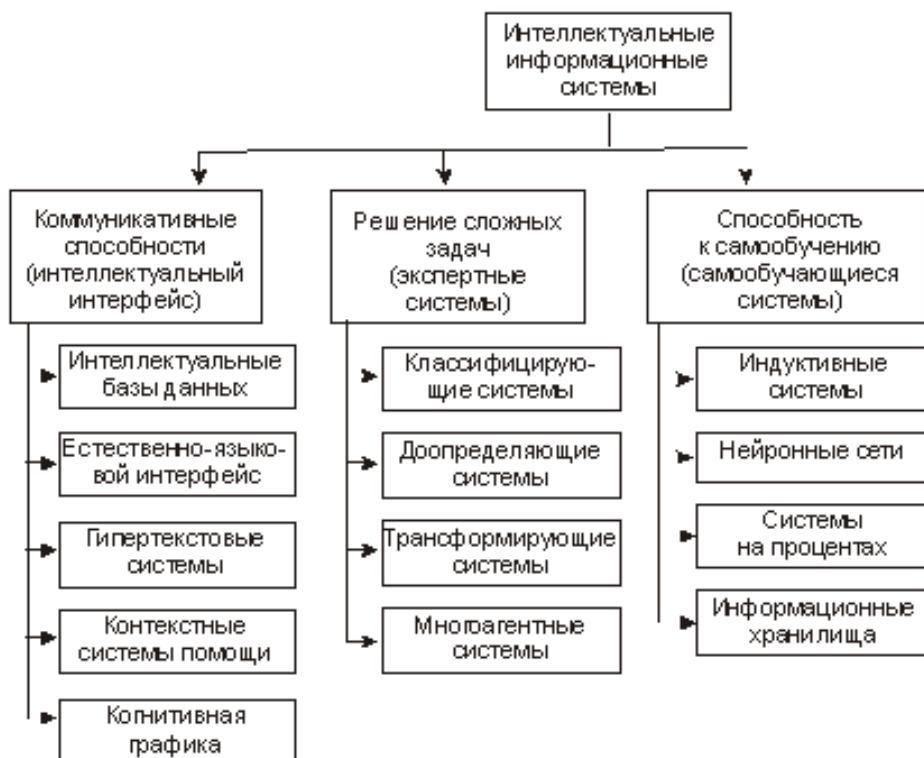 Интеллектуальные
информационные
системы
Коммуникативные
способности
(интеллектуальный
интерфейс)
Интеллектуальные
базы данных
Естественно-языко-
вой интерфейс
Гипертекстовые
системы
Контекстные
системы помощи
Когнитивная
графика
Решение сложных
задач
(экспертные
системы)
Классифицирую-
щие системы
Доопределяющие
системы
Трансформирующие
системы
Многоагентные
системы
Способность
к самообучению
(самообучающиеся
системы)
Индуктивные
системы
Нейронные сети
Системы
на процентах
Информационные
хранилища